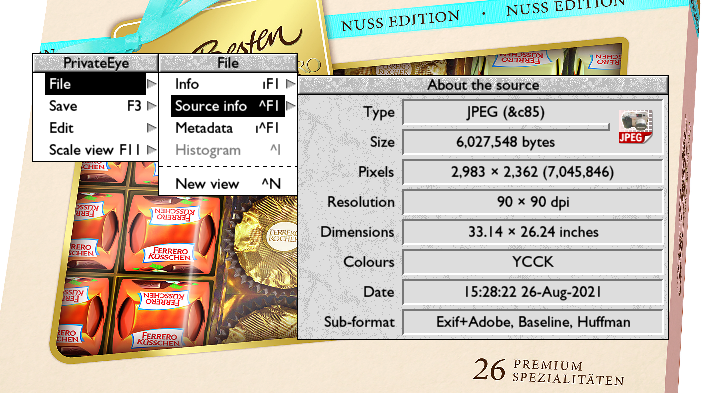 NUSS EDITION · NUSS EDITION
Besten
PrivateEye
File
Save F3
Edit
Scale view F11
File
Info ıF1
Source info ^F1
Metadata ı^F1
Histogram ^I
New view ^N
About the source
Type JPEG (&c85)
JPEG
Size 6,027,548 bytes
Pixels 2,983 × 2,362 (7,045,846)
Resolution 90 × 90 dpi
Dimensions 33.14 × 26.24 inches
Colours YCCK
Date 15:28:22 26-Aug-2021
Sub-format Exif+Adobe, Baseline, Huffman
FERRERO
KÜSSCHEN
FERRERO
KÜSSCHEN
FERRERO
KÜSSCHEN
26 PREMIUM
SPEZIALITÄTEN